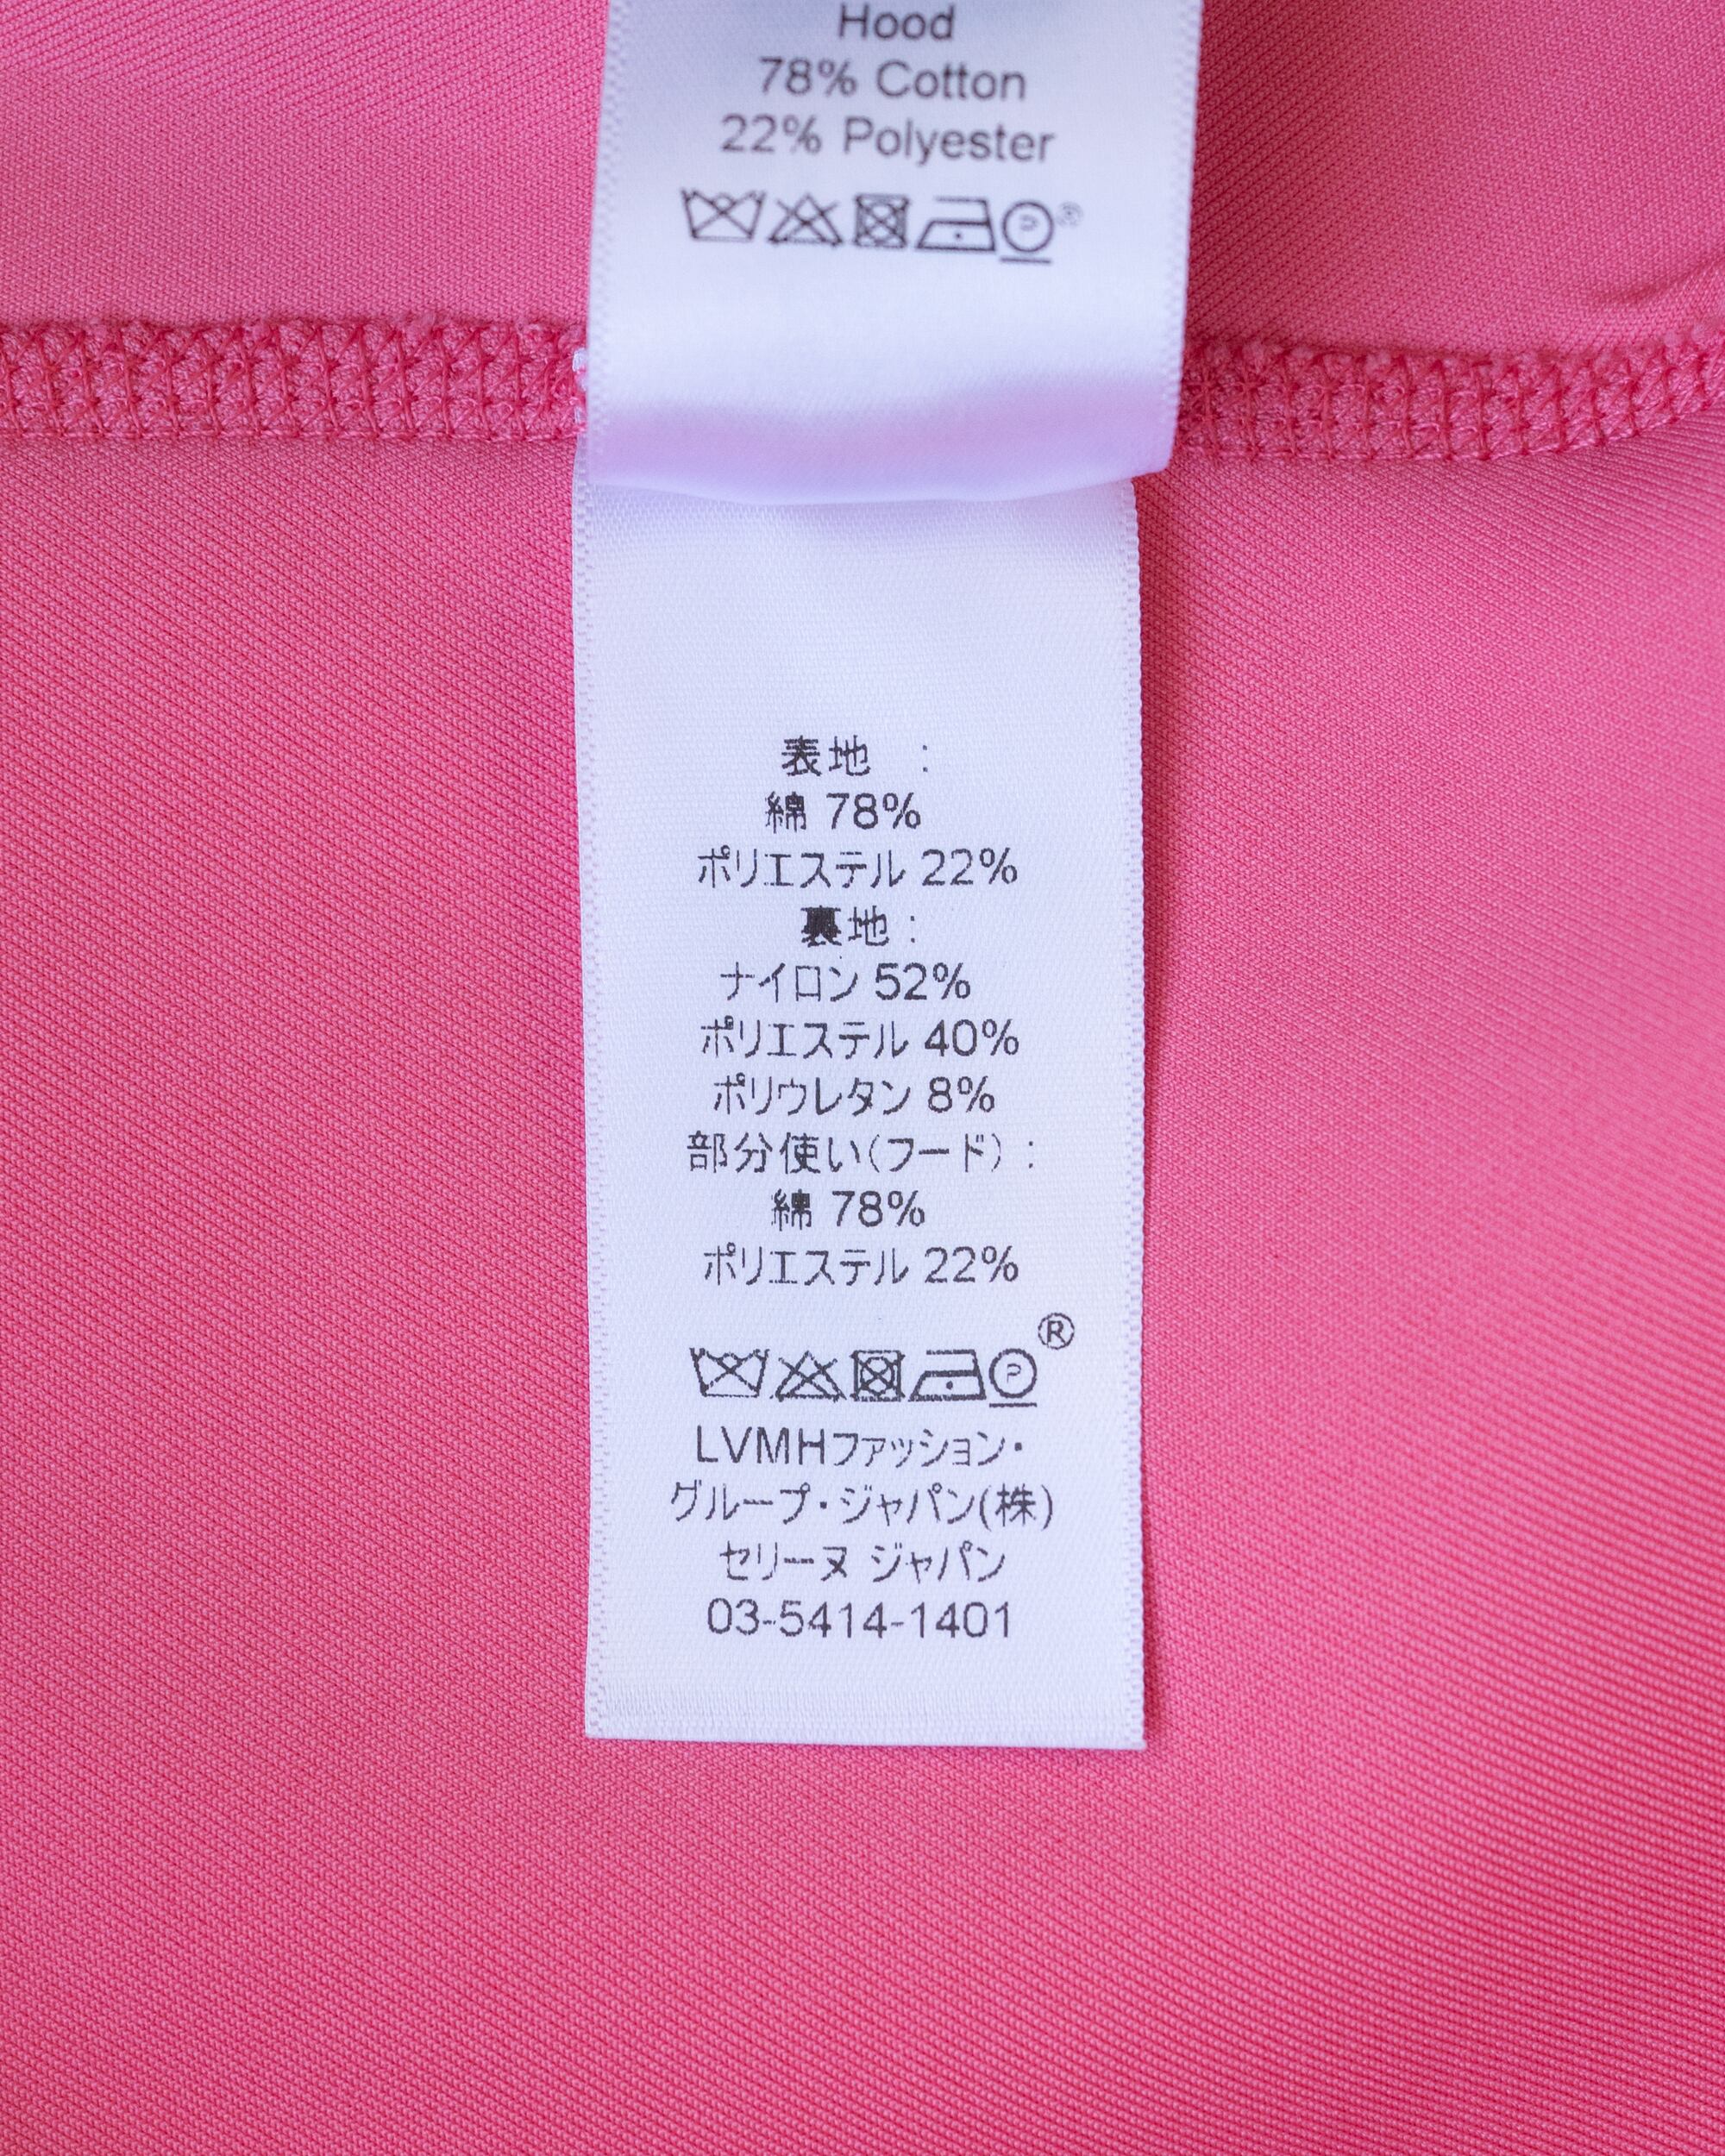 Hood
78% Cotton
22% Polyester
P®
表地 :
綿 78%
ポリエステル 22%
裏地 :
ナイロン 52%
ポリエステル 40%
ポリウレタン 8%
部分使い(フード) :
綿 78%
ポリエステル 22%
P®
LVMHファッション・
グループ・ジャパン(株)
セリーヌ ジャパン
03-5414-1401